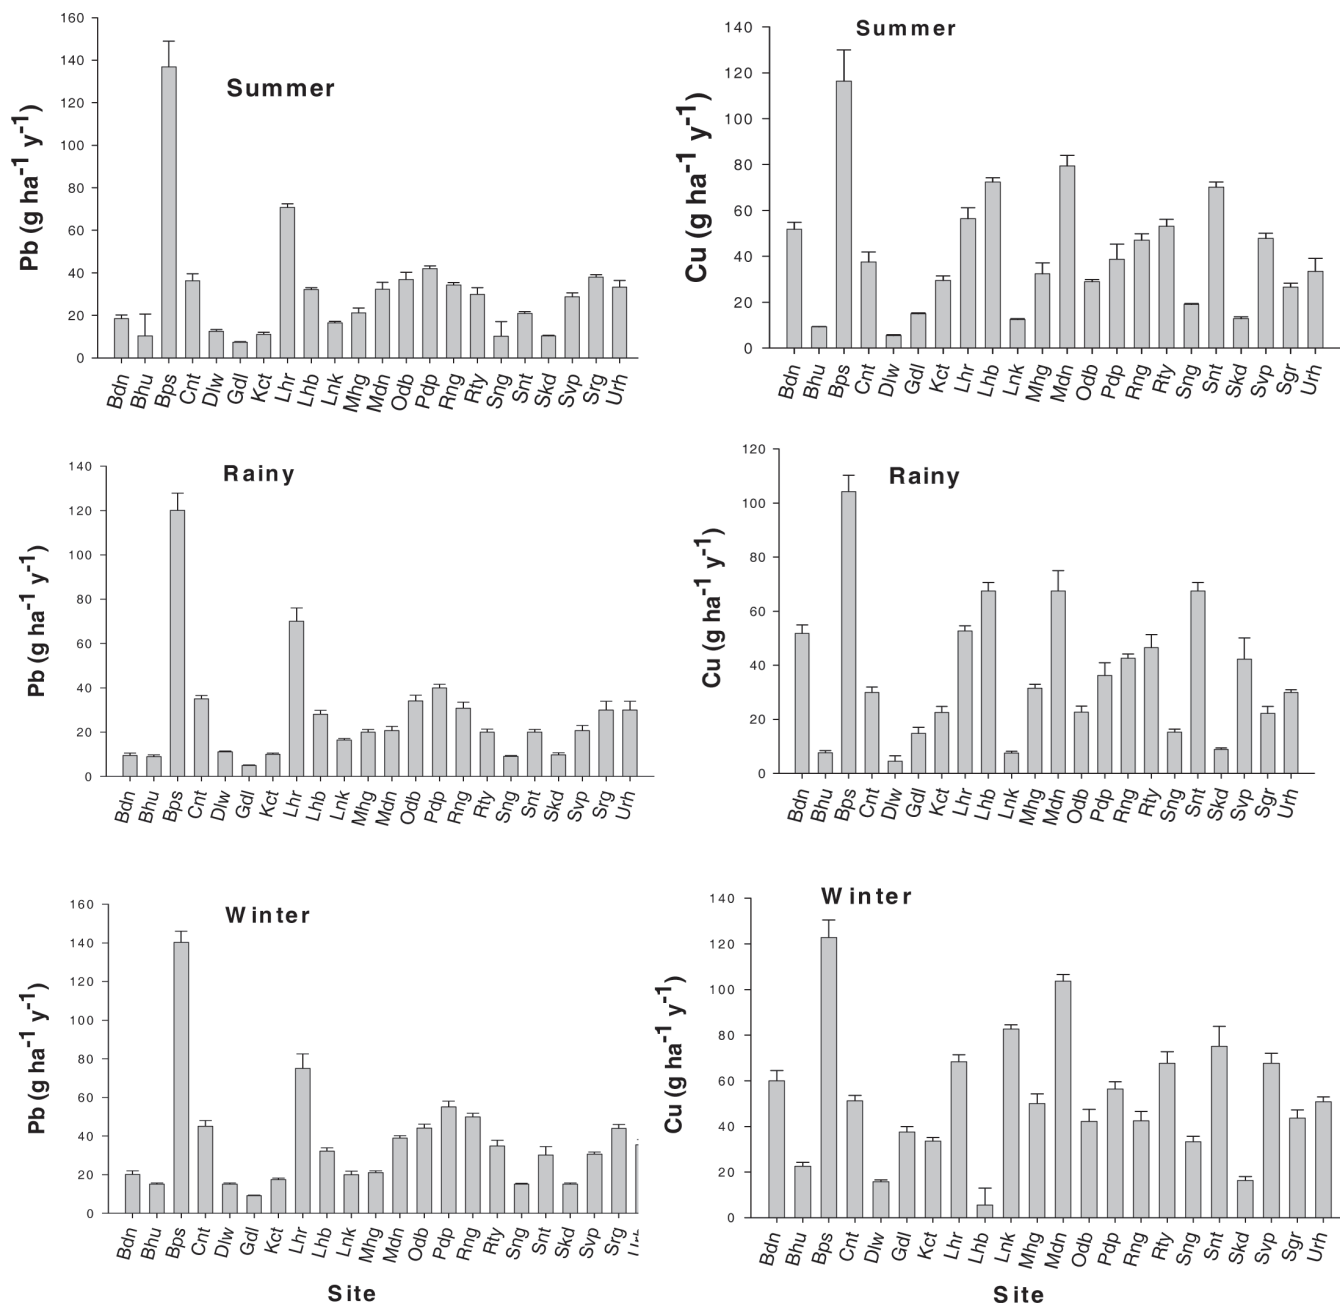 Summer
Pb (g ha-1 y-1)
160
140
120
100
80
60
40
20
0
Bdn Bhu Bps Cnt Dlw Gdl Kct Lhr Lhb Lnk Mhg Mdn Odb Pdp Rng Rty Sng Snt Skd Svp Srg Urh
Summer
Cu (g ha-1 y-1)
140
120
100
80
60
40
20
0
Bdn Bhu Bps Cnt Dlw Gdl Kct Lhr Lhb Lnk Mhg Mdn Odb Pdp Rng Rty Sng Snt Skd Svp Sgr Urh
Rainy
Pb (g ha-1 y-1)
140
120
100
80
60
40
20
0
Bdn Bhu Bps Cnt Dlw Gdl Kct Lhr Lhb Lnk Mhg Mdn Odb Pdp Rng Rty Sng Snt Skd Svp Srg Urh
Rainy
Cu (g ha-1 y-1)
120
100
80
60
40
20
0
Bdn Bhu Bps Cnt Dlw Gdl Kct Lhr Lhb Lnk Mhg Mdn Odb Pdp Rng Rty Sng Snt Skd Svp Sgr Urh
Winter
Pb (g ha-1 y-1)
160
140
120
100
80
60
40
20
0
Bdn Bhu Bps Cnt Dlw Gdl Kct Lhr Lhb Lnk Mhg Mdn Odb Pdp Rng Rty Sng Snt Skd Svp Srg
Site
Winter
Cu (g ha-1 y-1)
140
120
100
80
60
40
20
0
Bdn Bhu Bps Cnt Dlw Gdl Kct Lhr Lhb Lnk Mhg Mdn Odb Pdp Rng Rty Sng Snt Skd Svp Sgr Urh
Site